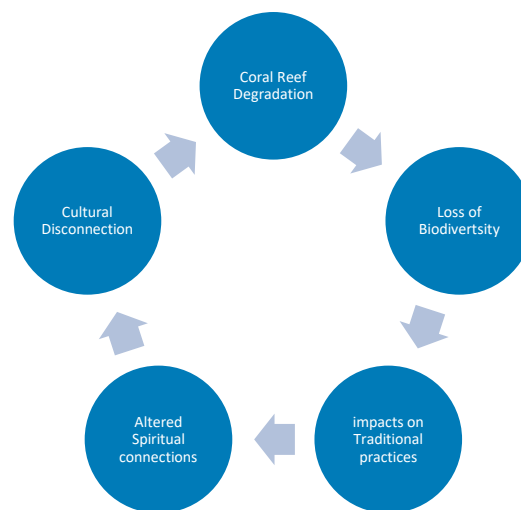 Coral Reef
Degradation
Loss of
Biodivertsity
impacts on
Traditional
practices
Altered
Spiritual
connections
Cultural
Disconnection